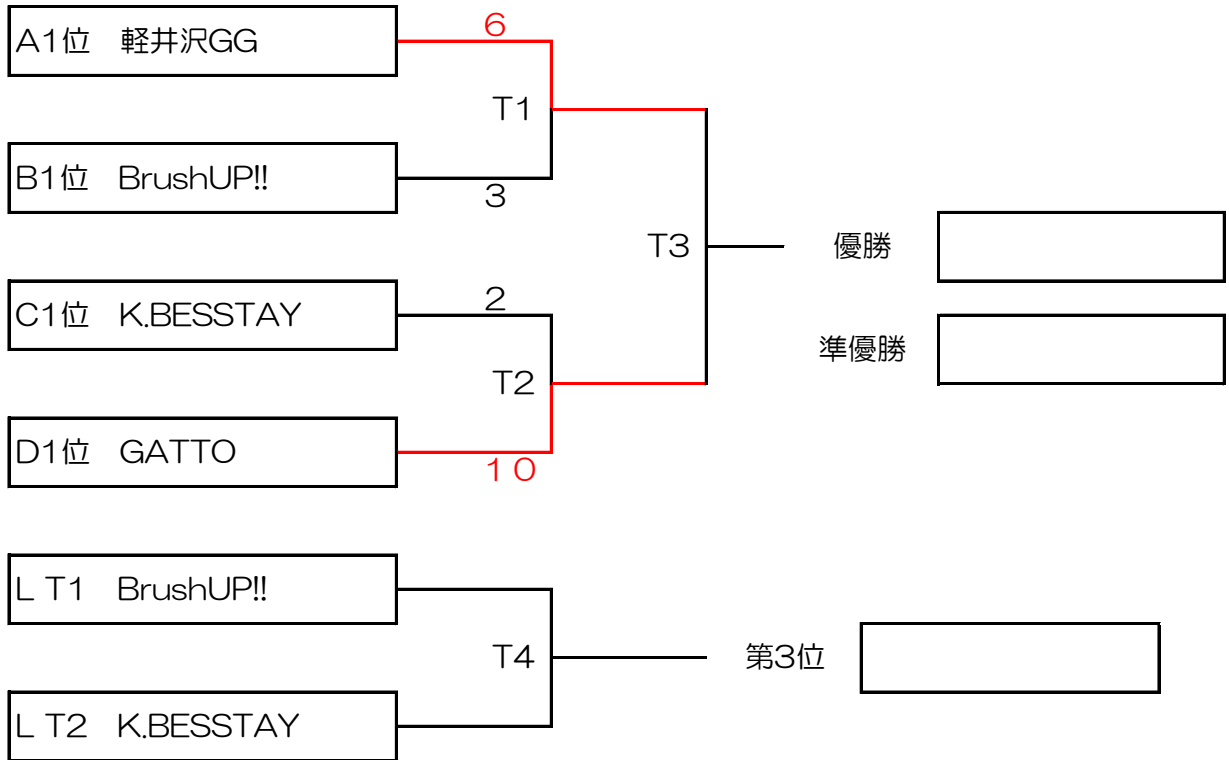 A1位 軽井沢GG
6
T1
B1位 BrushUP!!
3
T3
優勝
C1位 K.BESSTAY
2
準優勝
T2
D1位 GATTO
10
L T1 BrushUP!!
T4
第3位
L T2 K.BESSTAY